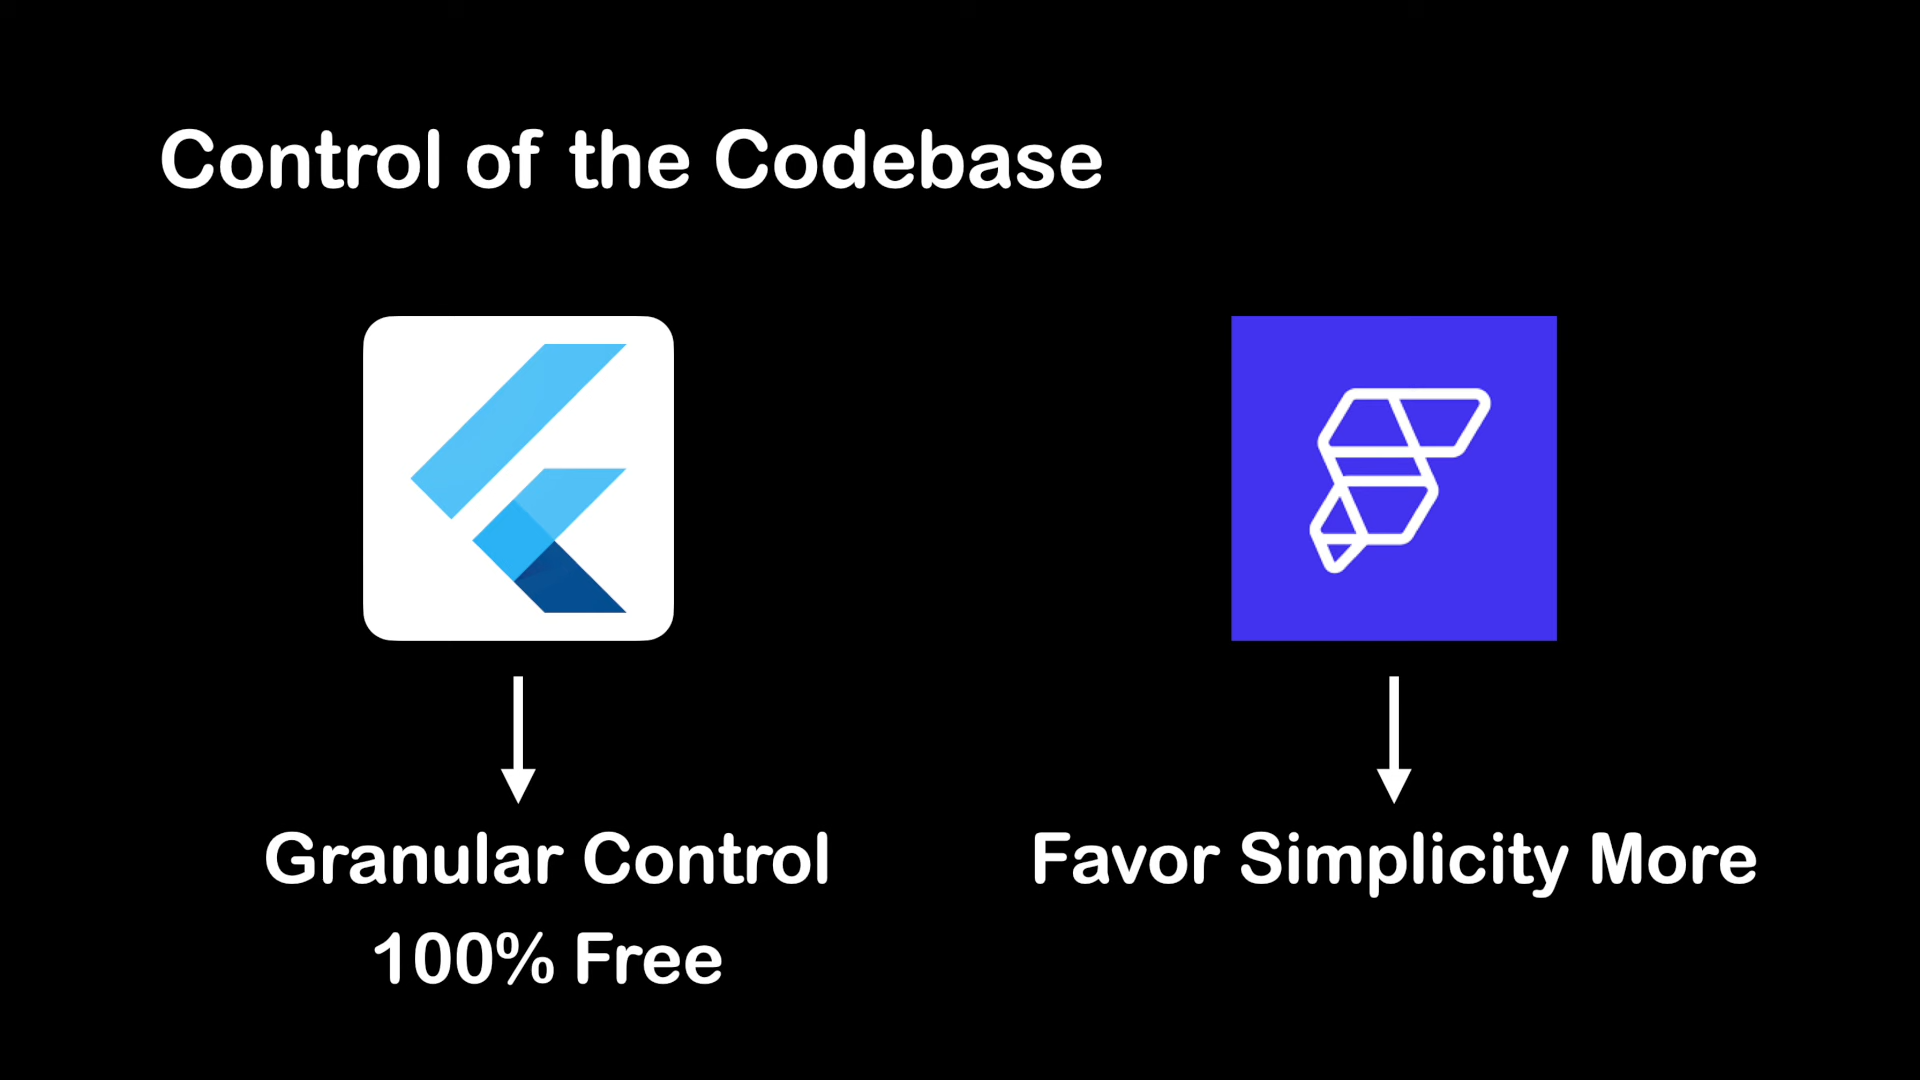 Control of the Codebase
Granular Control
100% Free
Favor Simplicity More